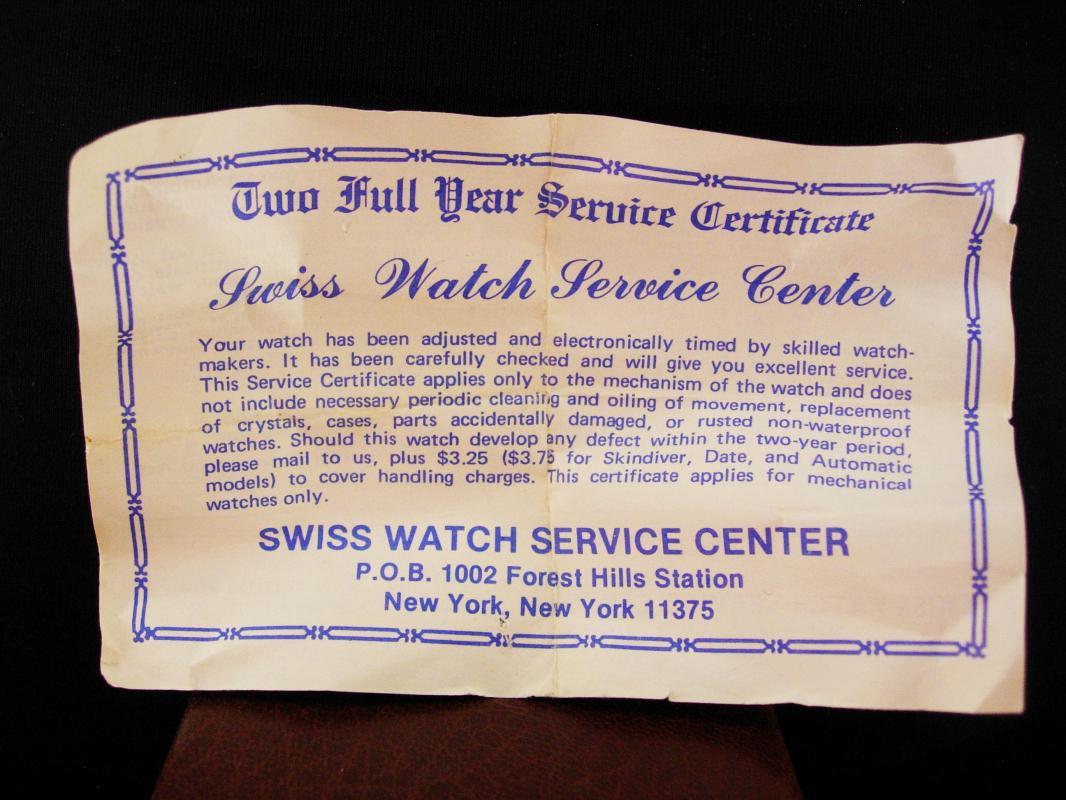 Two Full Year Service Certificate
Swiss Watch Service Center
Your watch has been adjusted and electronically timed by skilled watch-
makers. It has been carefully checked and will give you excellent service.
This Service Certificate applies only to the mechanism of the watch and does
not include necessary periodic cleaning and oiling of movement, replacement
of crystals, cases, parts accidentally damaged, or rusted non-waterproof
watches. Should this watch develop any defect within the two-year period,
please mail to us, plus $3.25 ($3.75 for Skindiver, Date, and Automatic
models) to cover handling charges. This certificate applies for mechanical
watches only.
SWISS WATCH SERVICE CENTER
P.O.B. 1002 Forest Hills Station
New York, New York 11375